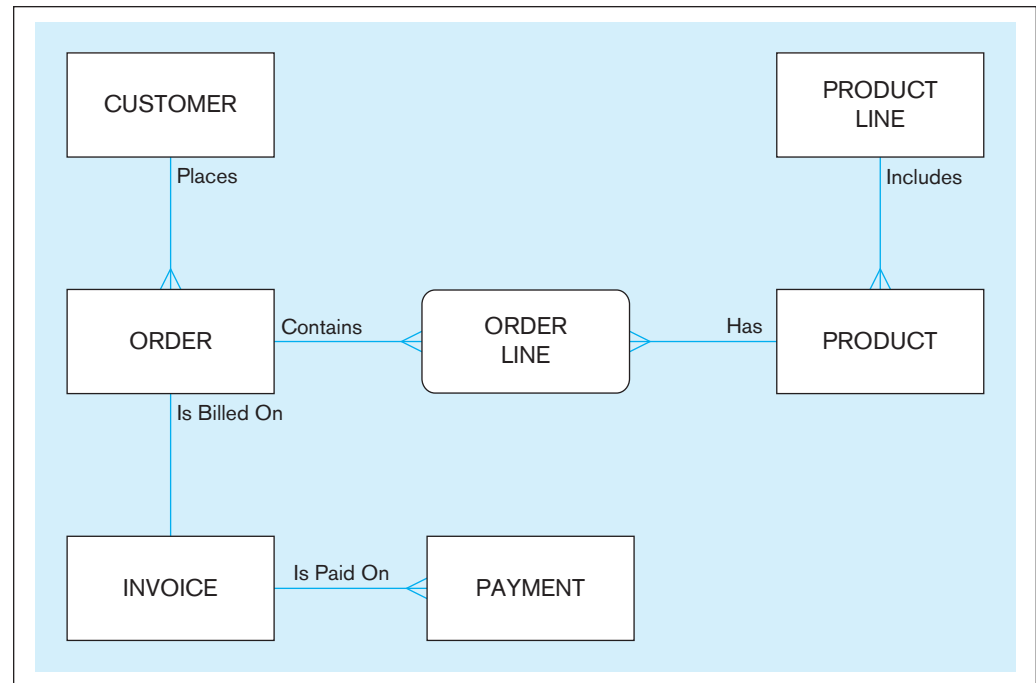 CUSTOMER
PRODUCT
LINE
Places
Includes
ORDER
Contains
ORDER
LINE
Has
PRODUCT
Is Billed On
INVOICE
Is Paid On
PAYMENT